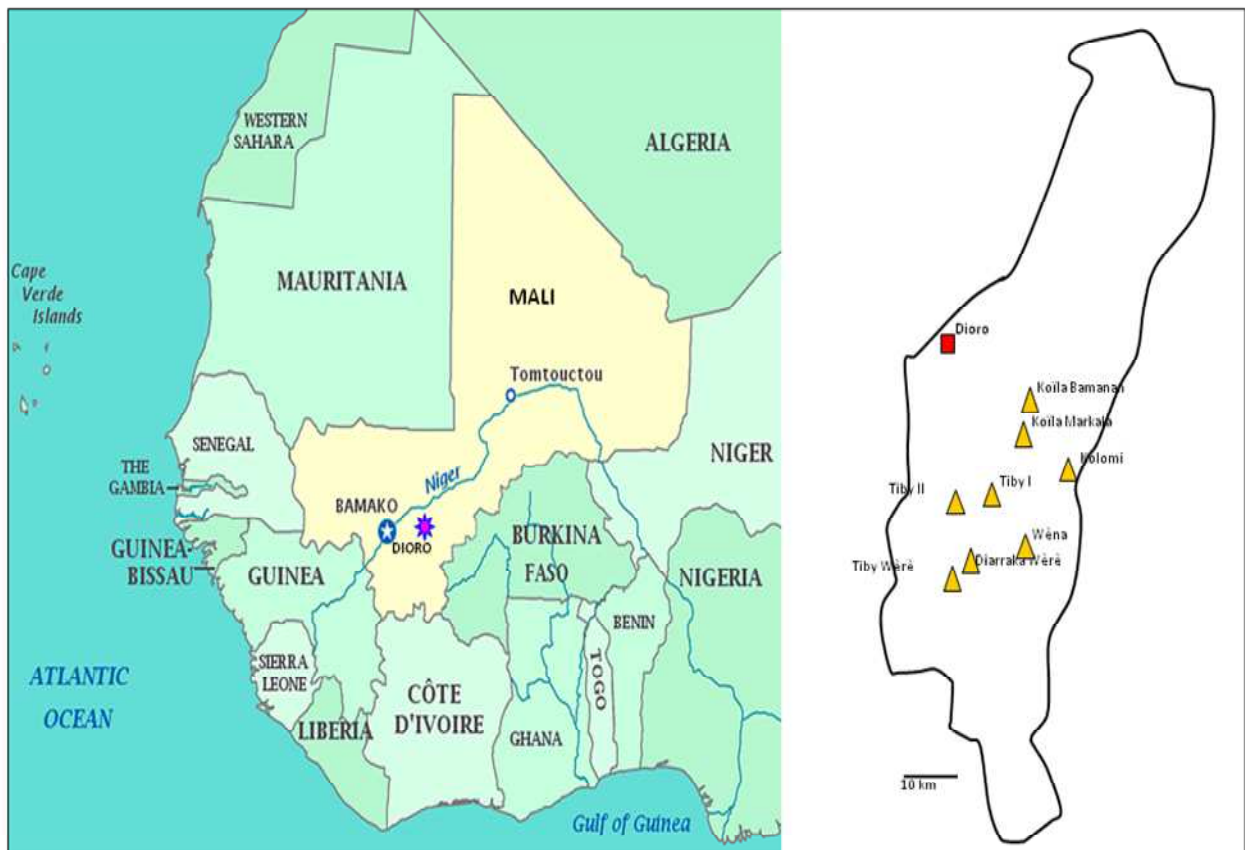 WESTERN
SAHARA
ALGERIA
Cape
Verde
Islands
MAURITANIA
MALI
Tomtouctou
SENEGAL
NIGER
THE
GAMBIA
Niger
BAMAKO
DIORO
BURKINA
FASO
GUINEA-
BISSAU
GUINEA
NIGERIA
BENIN
SIERRA
LEONE
TOGO
ATLANTIC
OCEAN
CÔTE
D'IVOIRE
LIBERIA
GHANA
Gulf of Guinea
Dioro
Koïla Bamanan
Koïla Markala
Nolomi
Tiby I
Tiby II
Wèna
Diarraka Wèrè
Tiby Wèrè
10 km